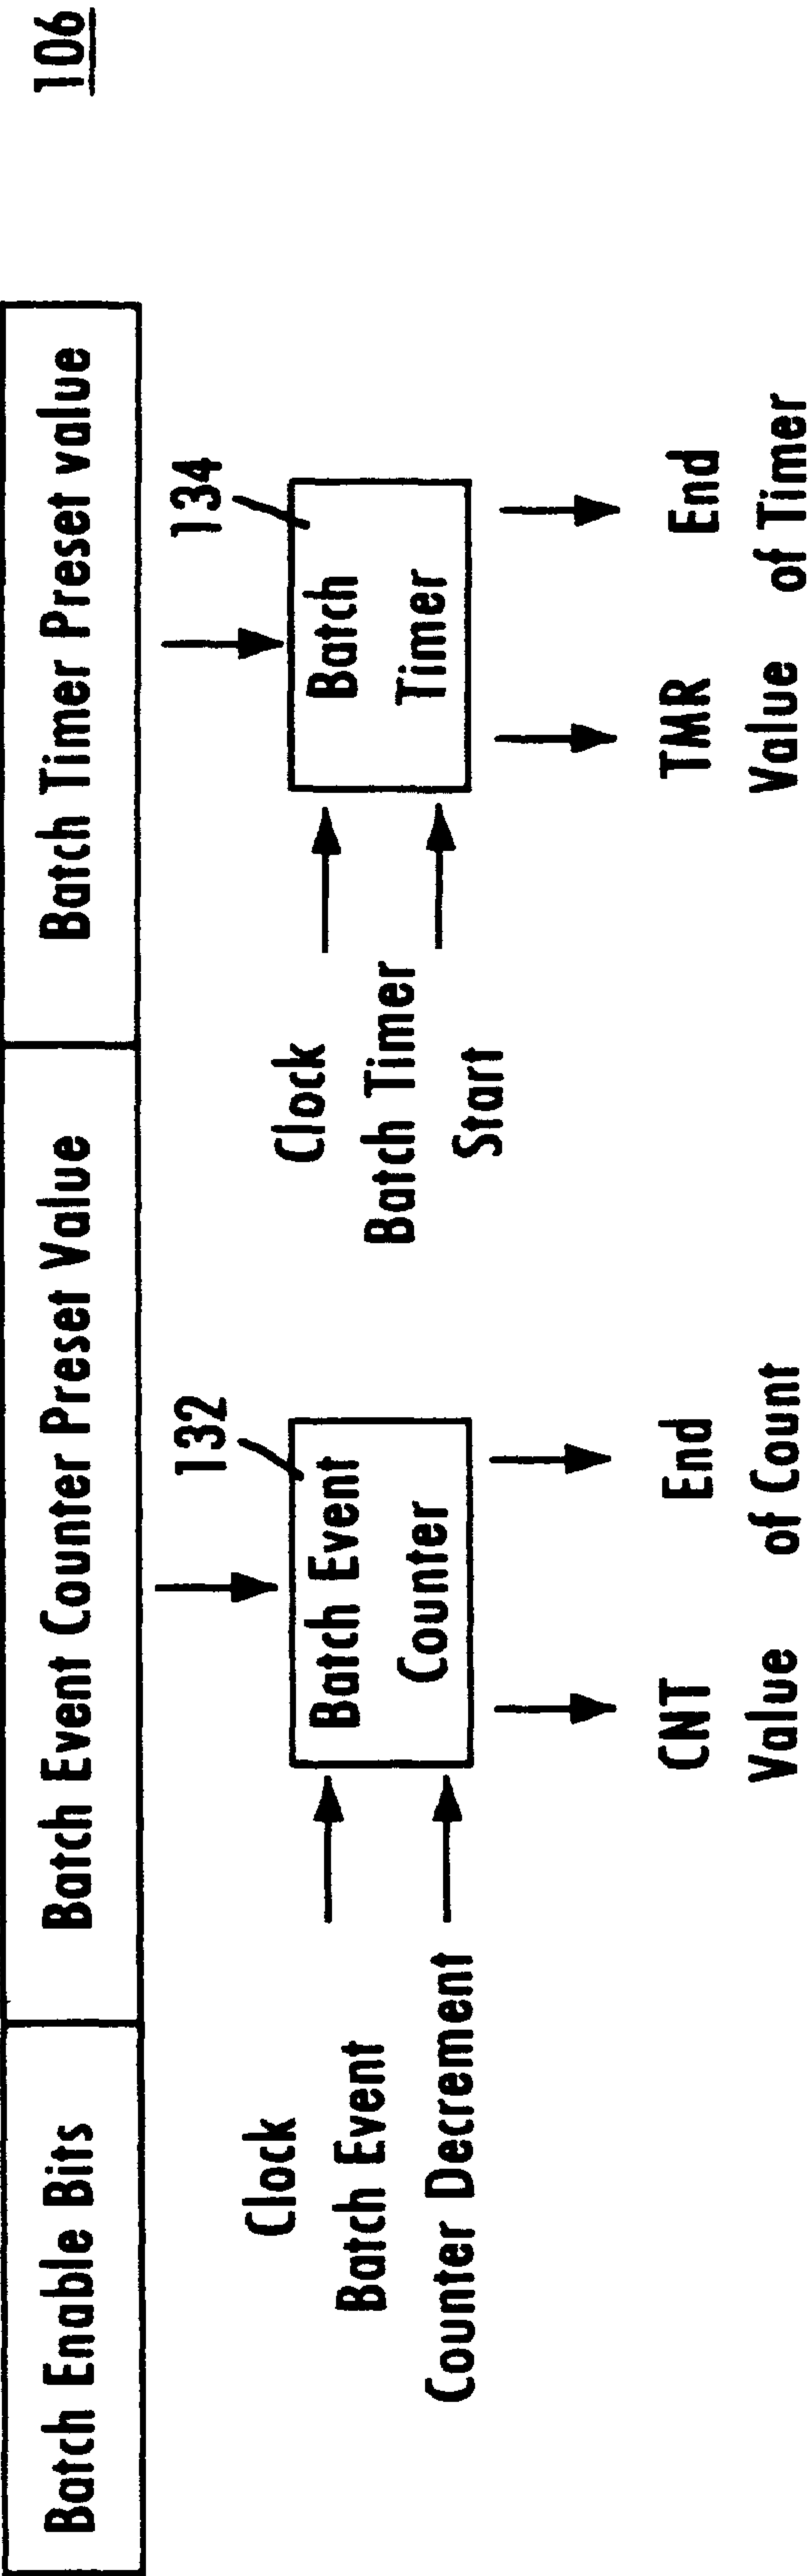 106
Batch Enable Bits
Batch Event Counter Preset Value
Batch Timer Preset value
132
134
Clock
Batch Event
Counter Decrement
Batch Event
Counter
CNT
Value
End
of Count
Clock
Batch Timer
Start
Batch
Timer
TMR
Value
End
of Timer